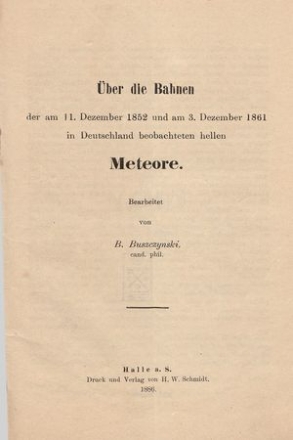 Über die Bahnen
der am 11. Dezember 1852 und am 3. Dezember 1861
in Deutschland beobachteten hellen
Meteore.
Bearbeitet
von
B. Buszczynski.
cand. phil.
Halle a. S.
Druck und Verlag von H. W. Schmidt.
1886.